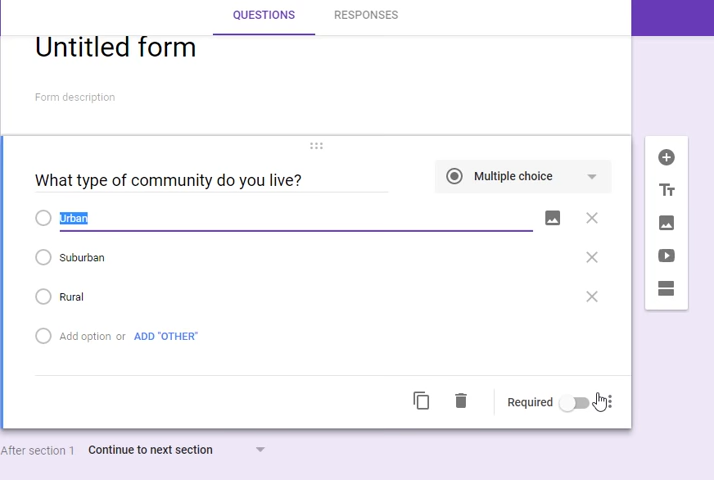 QUESTIONS RESPONSES
Untitled form
Form description
What type of community do you live? Multiple choice
Urban
Suburban
Rural
Add option or ADD "OTHER"
Required
After section 1 Continue to next section
Tт